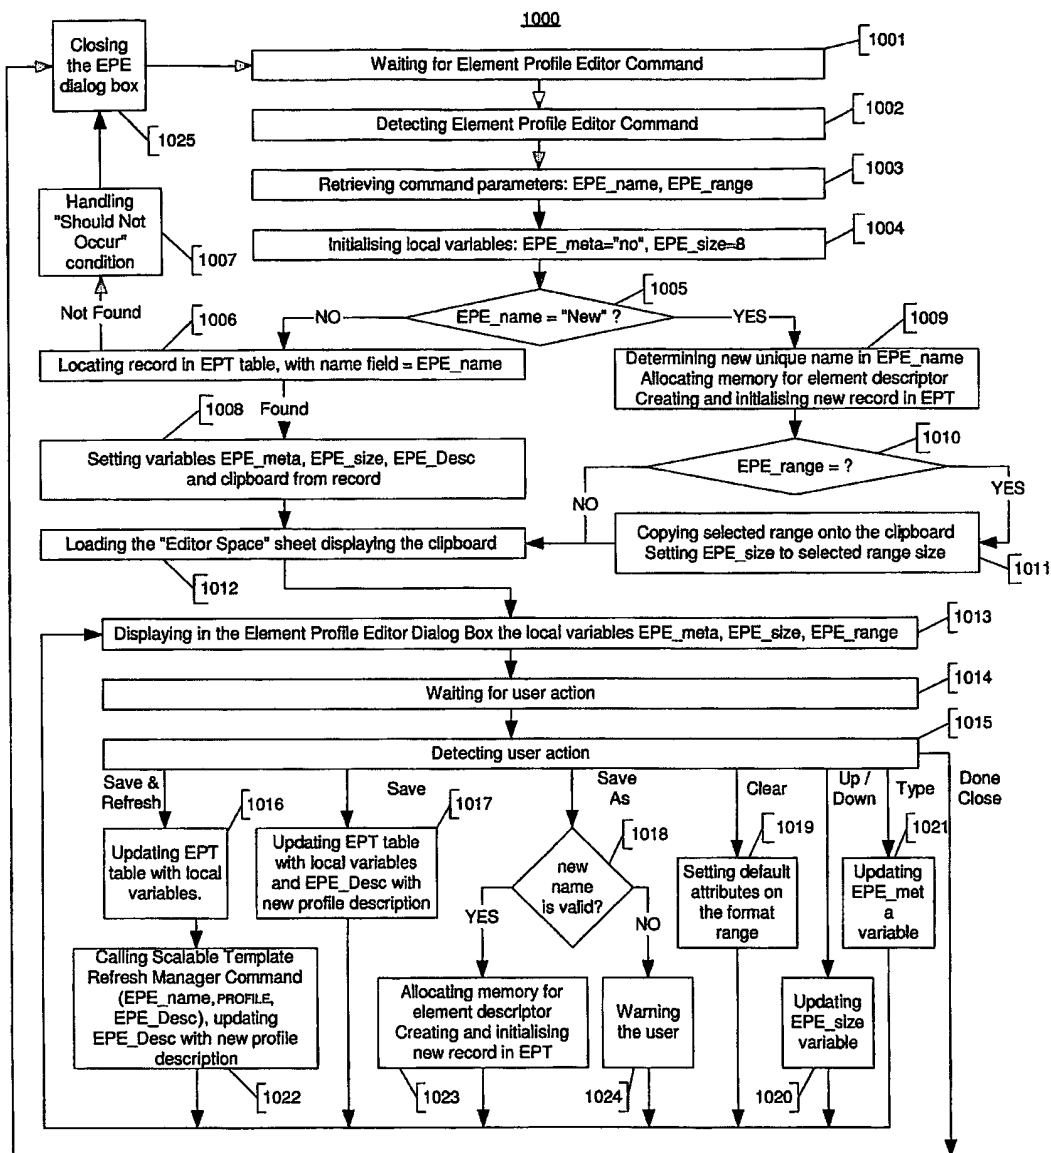 1000
Closing
the EPE
dialog box
1025
Waiting for Element Profile Editor Command
1001
Detecting Element Profile Editor Command
1002
Retrieving command parameters: EPE_name, EPE_range
1003
Initialising local variables: EPE_meta="no", EPE_size=8
1004
Handling
"Should Not
Occur"
condition
1007
Not Found
1006
NO
EPE_name = "New" ?
1005
YES
1009
Locating record in EPT table, with name field = EPE_name
Determining new unique name in EPE_name
Allocating memory for element descriptor
Creating and initialising new record in EPT
1008
Found
1010
Setting variables EPE_meta, EPE_size, EPE_Desc
and clipboard from record
EPE_range = ?
NO
YES
Loading the "Editor Space" sheet displaying the clipboard
Copying selected range onto the clipboard
Setting EPE_size to selected range size
1012
1011
Displaying in the Element Profile Editor Dialog Box the local variables EPE_meta, EPE_size, EPE_range
1013
Waiting for user action
1014
Detecting user action
1015
Save &
Refresh
Save
Save
As
Clear
Up /
Down
Type
Done
Close
1016
1017
1018
1019
1021
Updating EPT
table with local
variables.
Updating EPT table
with local variables
and EPE_Desc with
new profile description
new
name
is valid?
YES
NO
Setting default
attributes on
the format
range
Updating
EPE_met
a
variable
Calling Scalable Template
Refresh Manager Command
(EPE_name, PROFILE,
EPE_Desc), updating
EPE_Desc with new profile
description
Allocating memory for
element descriptor
Creating and initialising
new record in EPT
Warning
the user
Updating
EPE_size
variable
1022
1023
1024
1020